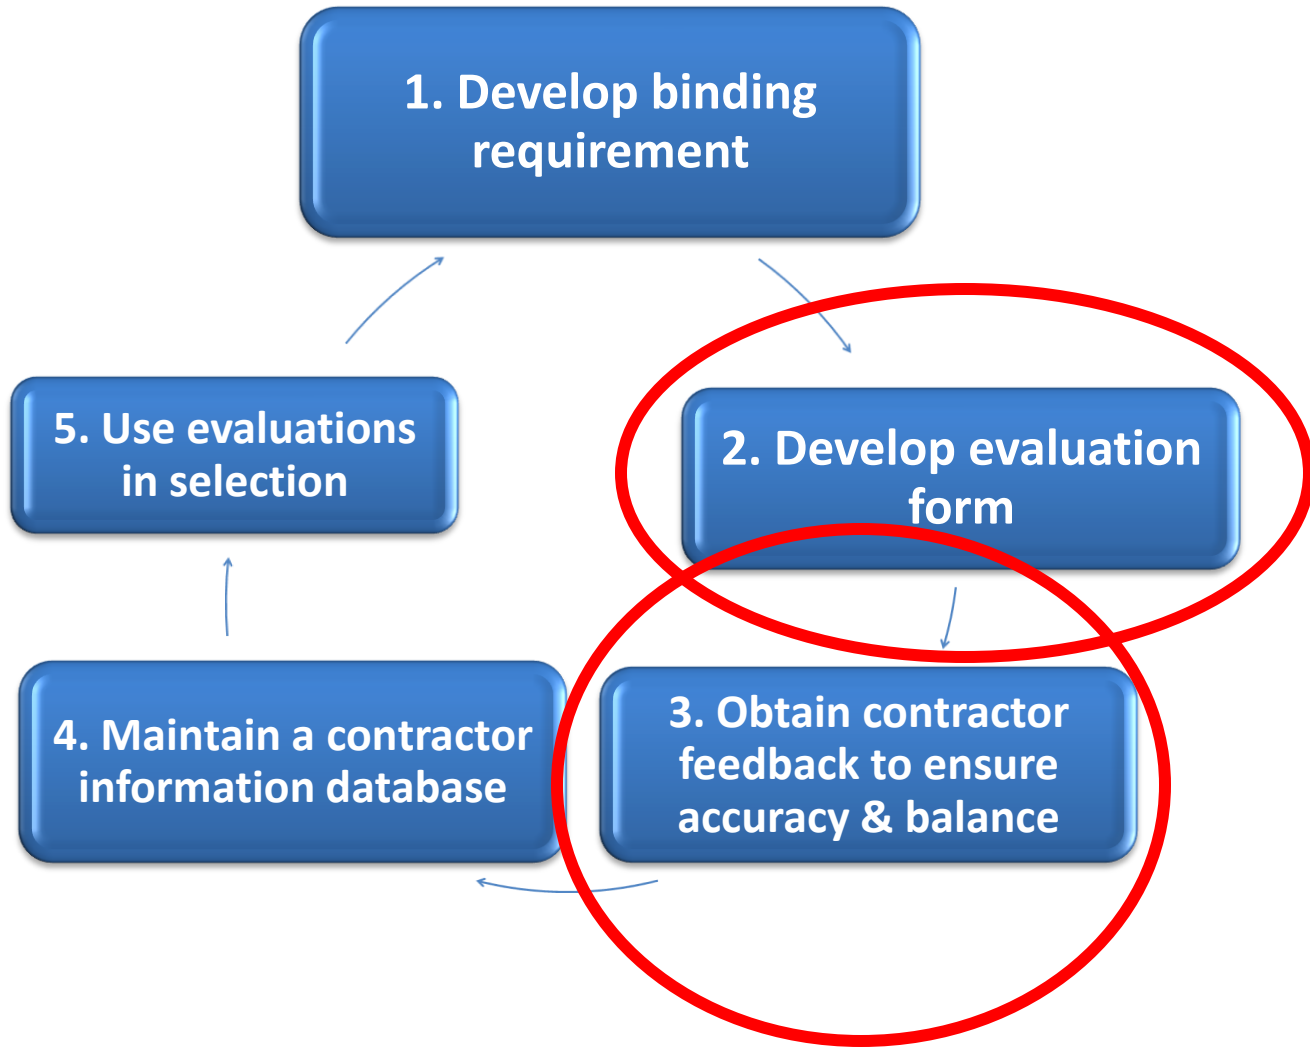 1. Develop binding
requirement
2. Develop evaluation
form
3. Obtain contractor
feedback to ensure
accuracy & balance
4. Maintain a contractor
information database
5. Use evaluations
in selection